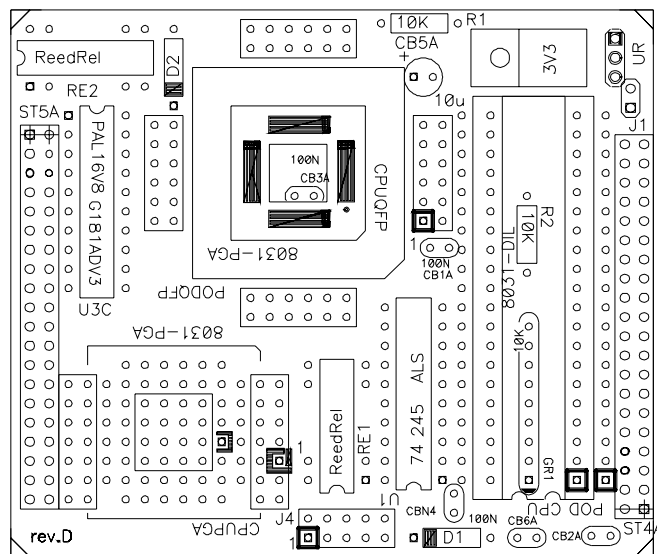 10K
R1
ReedRel
D2
CB5A
+
3V3
UR
RE2
ST5A
10u
J1
PAL16V8
G181ADV3
100N
CB3A
CPUQFP
R2
10K
8031-PGA
1
100N
CB1A
8031-DIL
PODQFP
U3C
8031-PGA
10K
74 245 ALS
ReedRel
RE1
1
GR1
U1
CPU
POD
J4
CBN4
100N
CB6A
CB2A
ST4A
CPUPGA
rev.D
1
D1